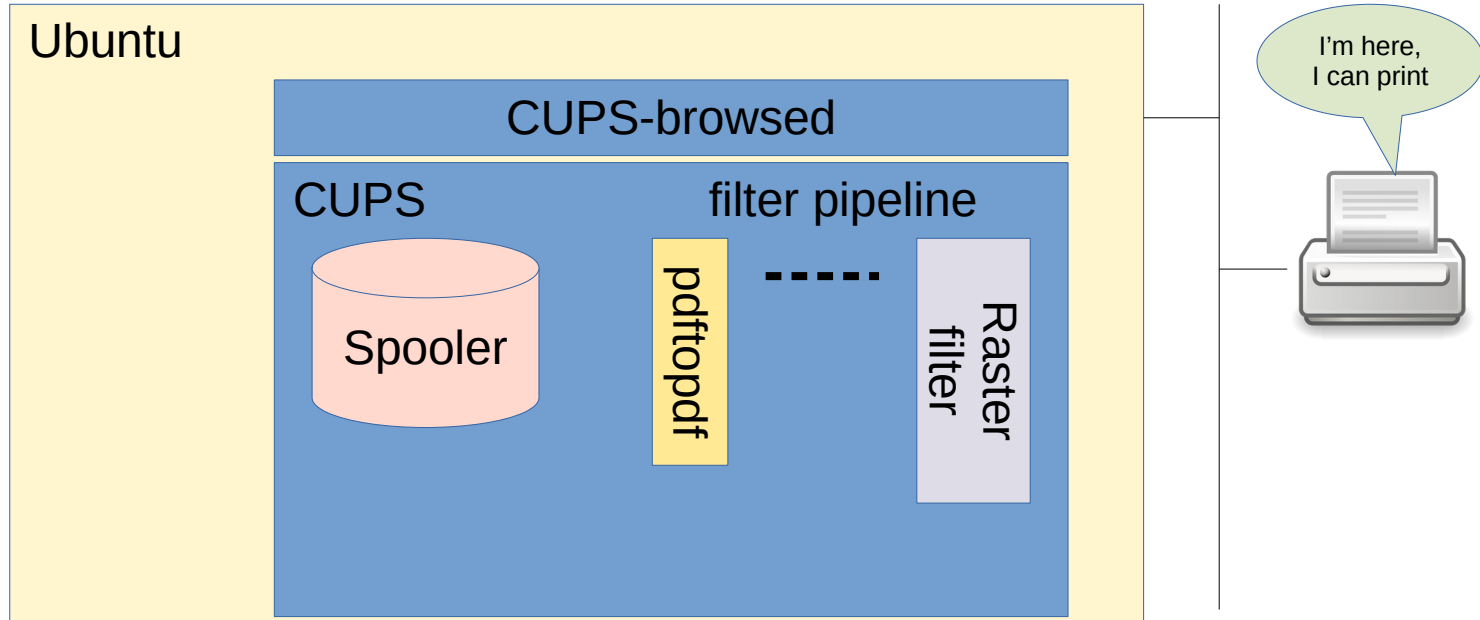 Ubuntu
I'm here,
I can print
CUPS-browsed
CUPS
filter pipeline
Spooler
pdftopdf
Raster
filter